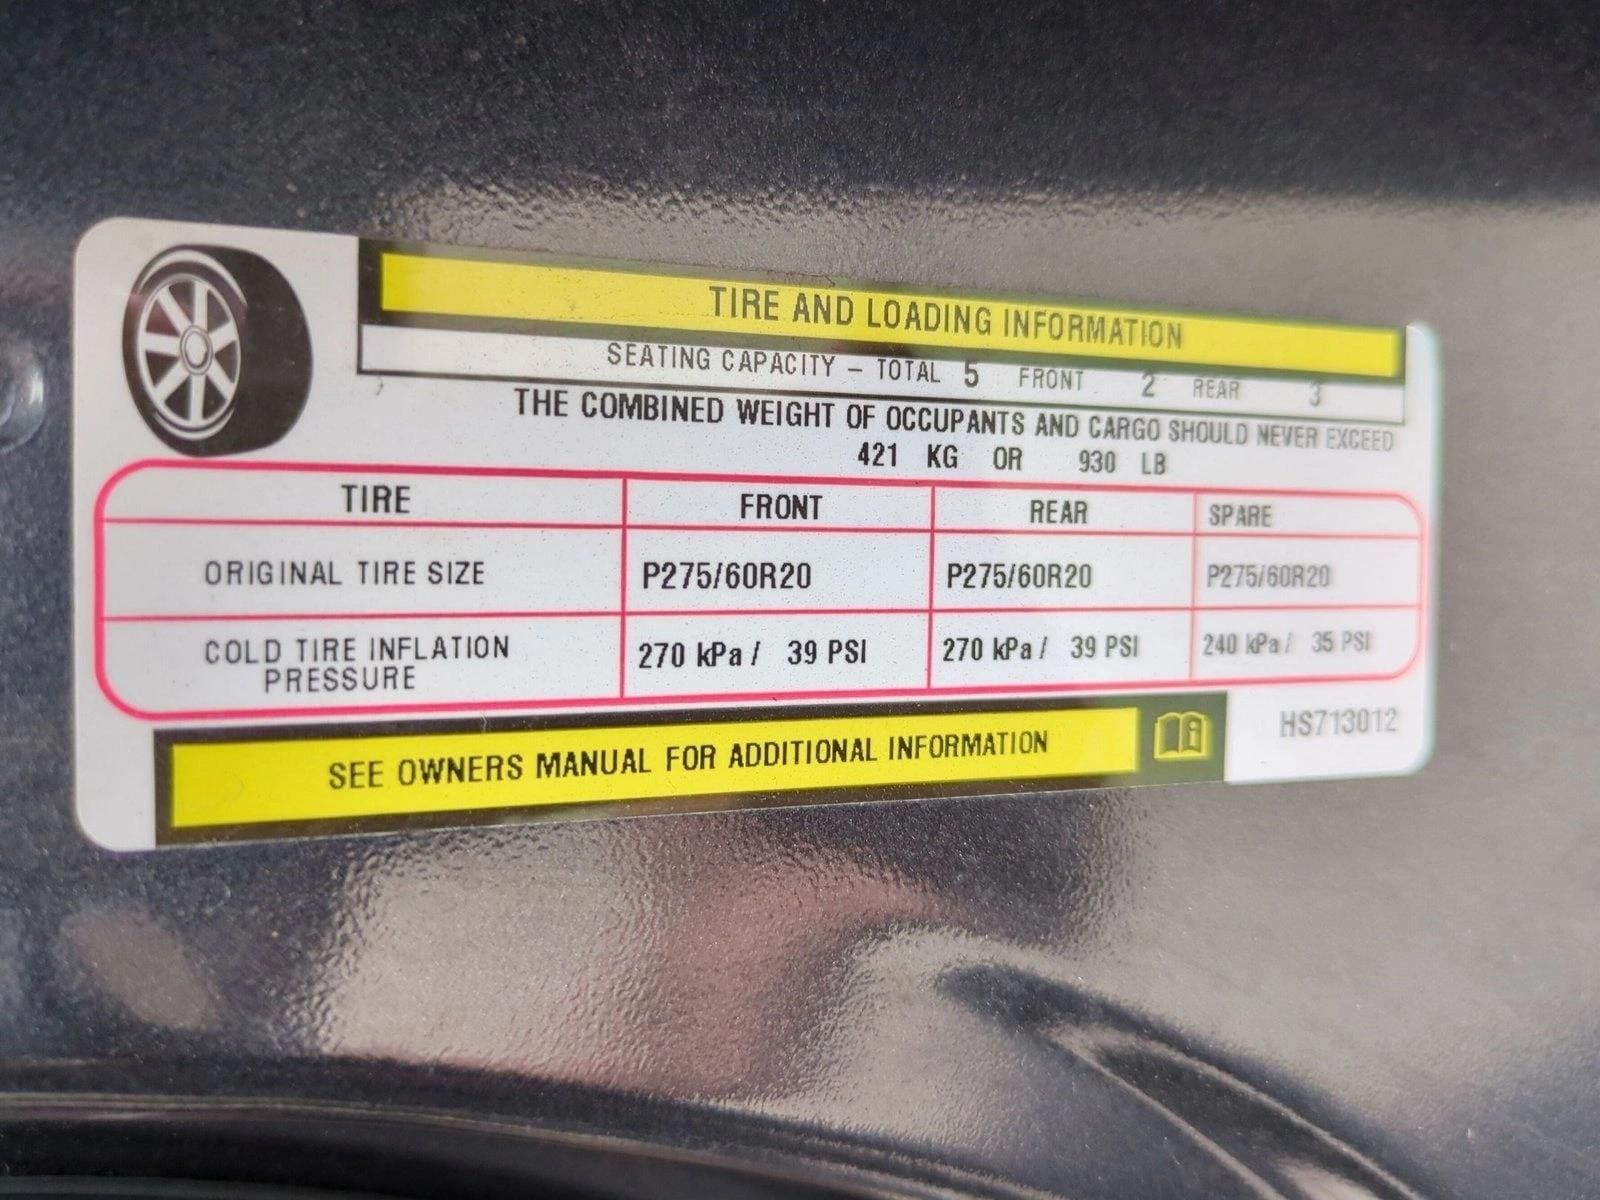 TIRE AND LOADING INFORMATION
SEATING CAPACITY – TOTAL 5 FRONT 2 REAR 3
THE COMBINED WEIGHT OF OCCUPANTS AND CARGO SHOULD NEVER EXCEED
421 KG OR 930 LB
TIRE FRONT REAR SPARE
ORIGINAL TIRE SIZE P275/60R20 P275/60R20 P275/60R20
COLD TIRE INFLATION PRESSURE 270 kPa / 39 PSI 270 kPa / 39 PSI 240 kPa / 35 PSI
SEE OWNERS MANUAL FOR ADDITIONAL INFORMATION
HS713012